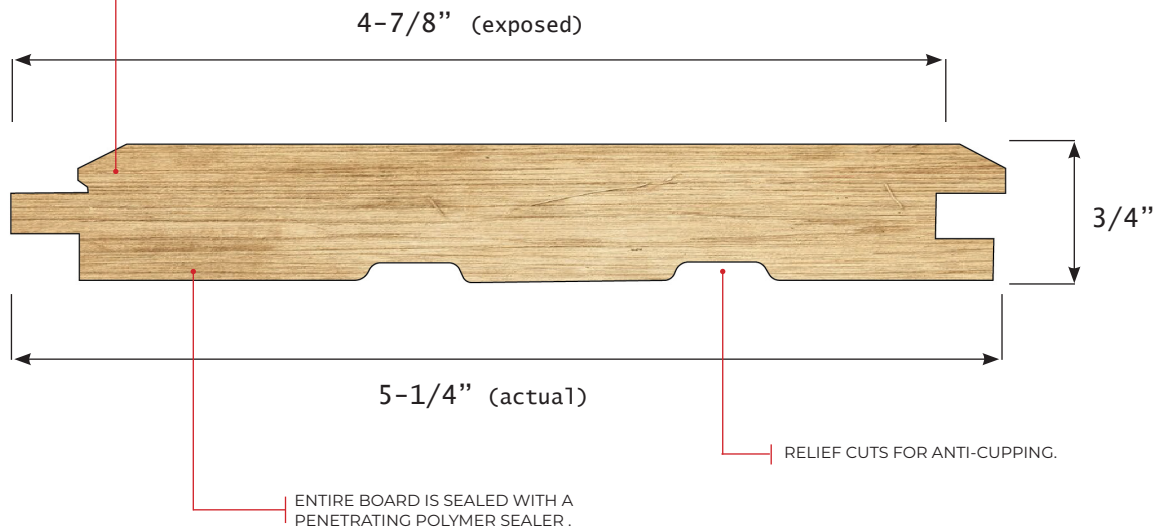 4-7/8” (exposed)
3/4”
5-1/4” (actual)
RELIEF CUTS FOR ANTI-CUPPING.
ENTIRE BOARD IS SEALED WITH A
PENETRATING POLYMER SEALER .